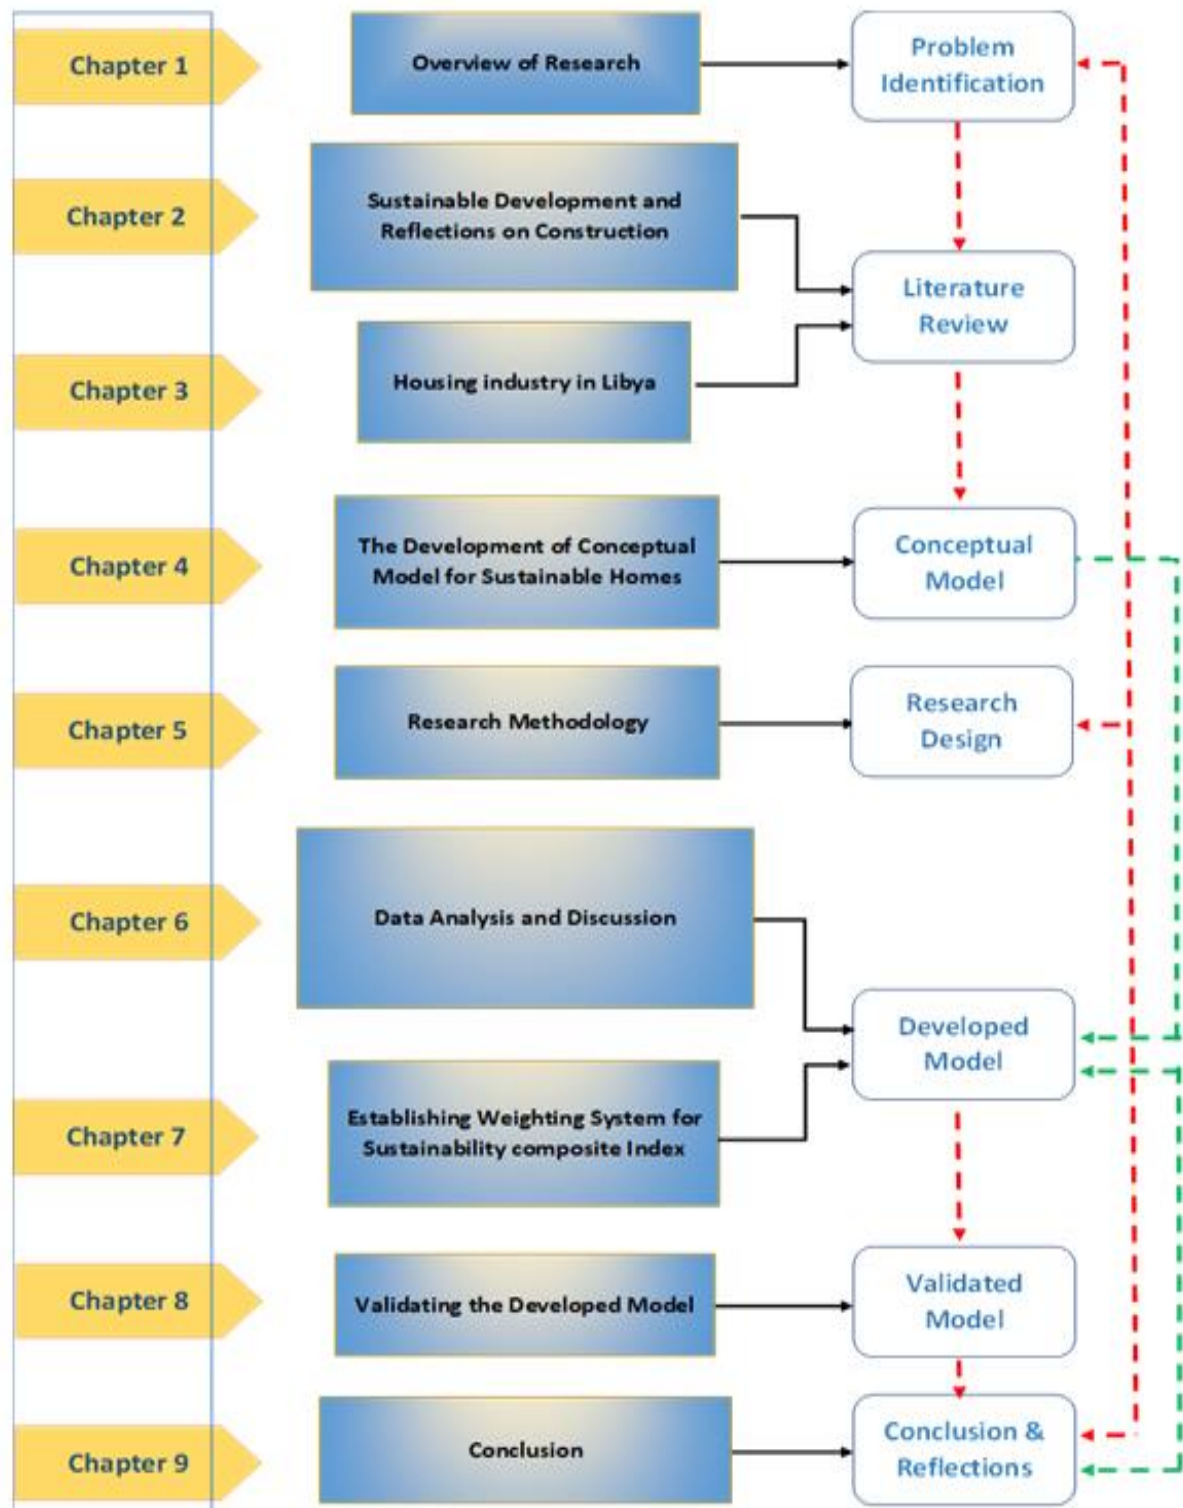 Chapter 1
Overview of Research
Problem
Identification
Chapter 2
Sustainable Development and
Reflections on Construction
Literature
Review
Chapter 3
Housing industry in Libya
Chapter 4
The Development of Conceptual
Model for Sustainable Homes
Conceptual
Model
Chapter 5
Research Methodology
Research
Design
Chapter 6
Data Analysis and Discussion
Developed
Model
Chapter 7
Establishing Weighting System for
Sustainability composite Index
Chapter 8
Validating the Developed Model
Validated
Model
Chapter 9
Conclusion
Conclusion &
Reflections